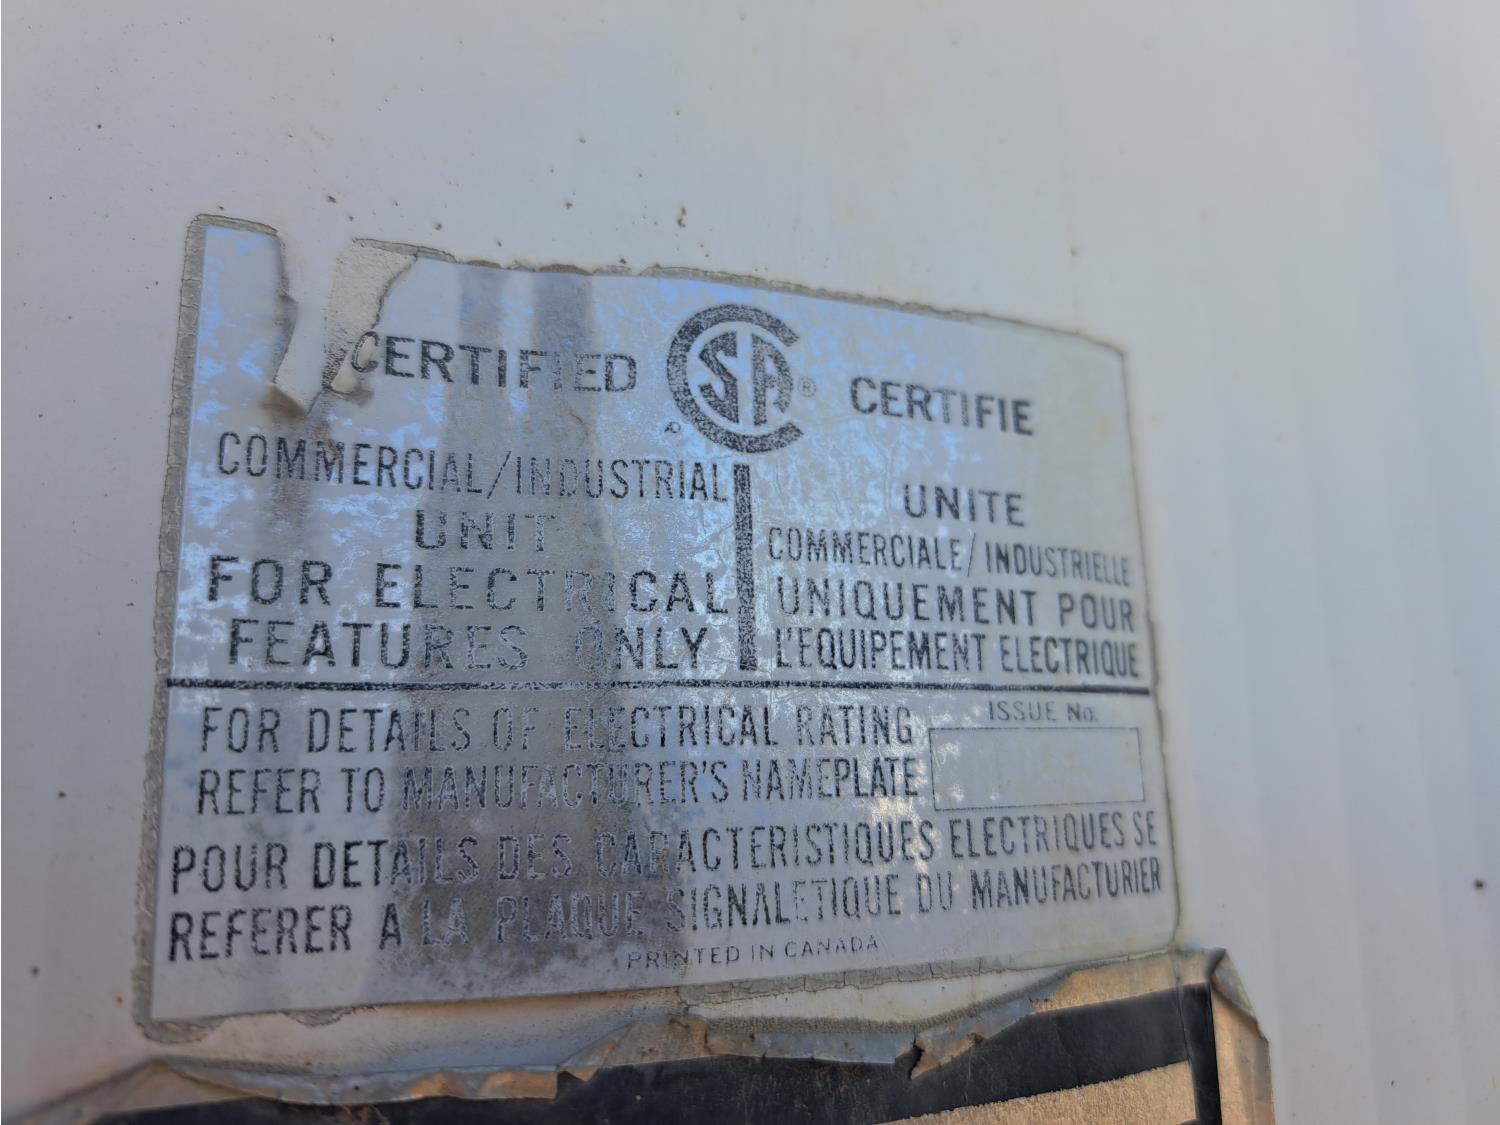 CERTIFIED CSA ® CERTIFIE
COMMERCIAL/INDUSTRIAL
UNIT
FOR ELECTRICAL
FEATURES ONLY
UNITE
COMMERCIALE/INDUSTRIELLE
UNIQUEMENT POUR
L'EQUIPEMENT ELECTRIQUE
FOR DETAILS OF ELECTRICAL RATING
REFER TO MANUFACTURER'S NAMEPLATE
ISSUE No.
POUR DETAILS DES CARACTERISTIQUES ELECTRIQUES SE
REFERER A LA PLAQUE SIGNALETIQUE DU MANUFACTURIER
PRINTED IN CANADA